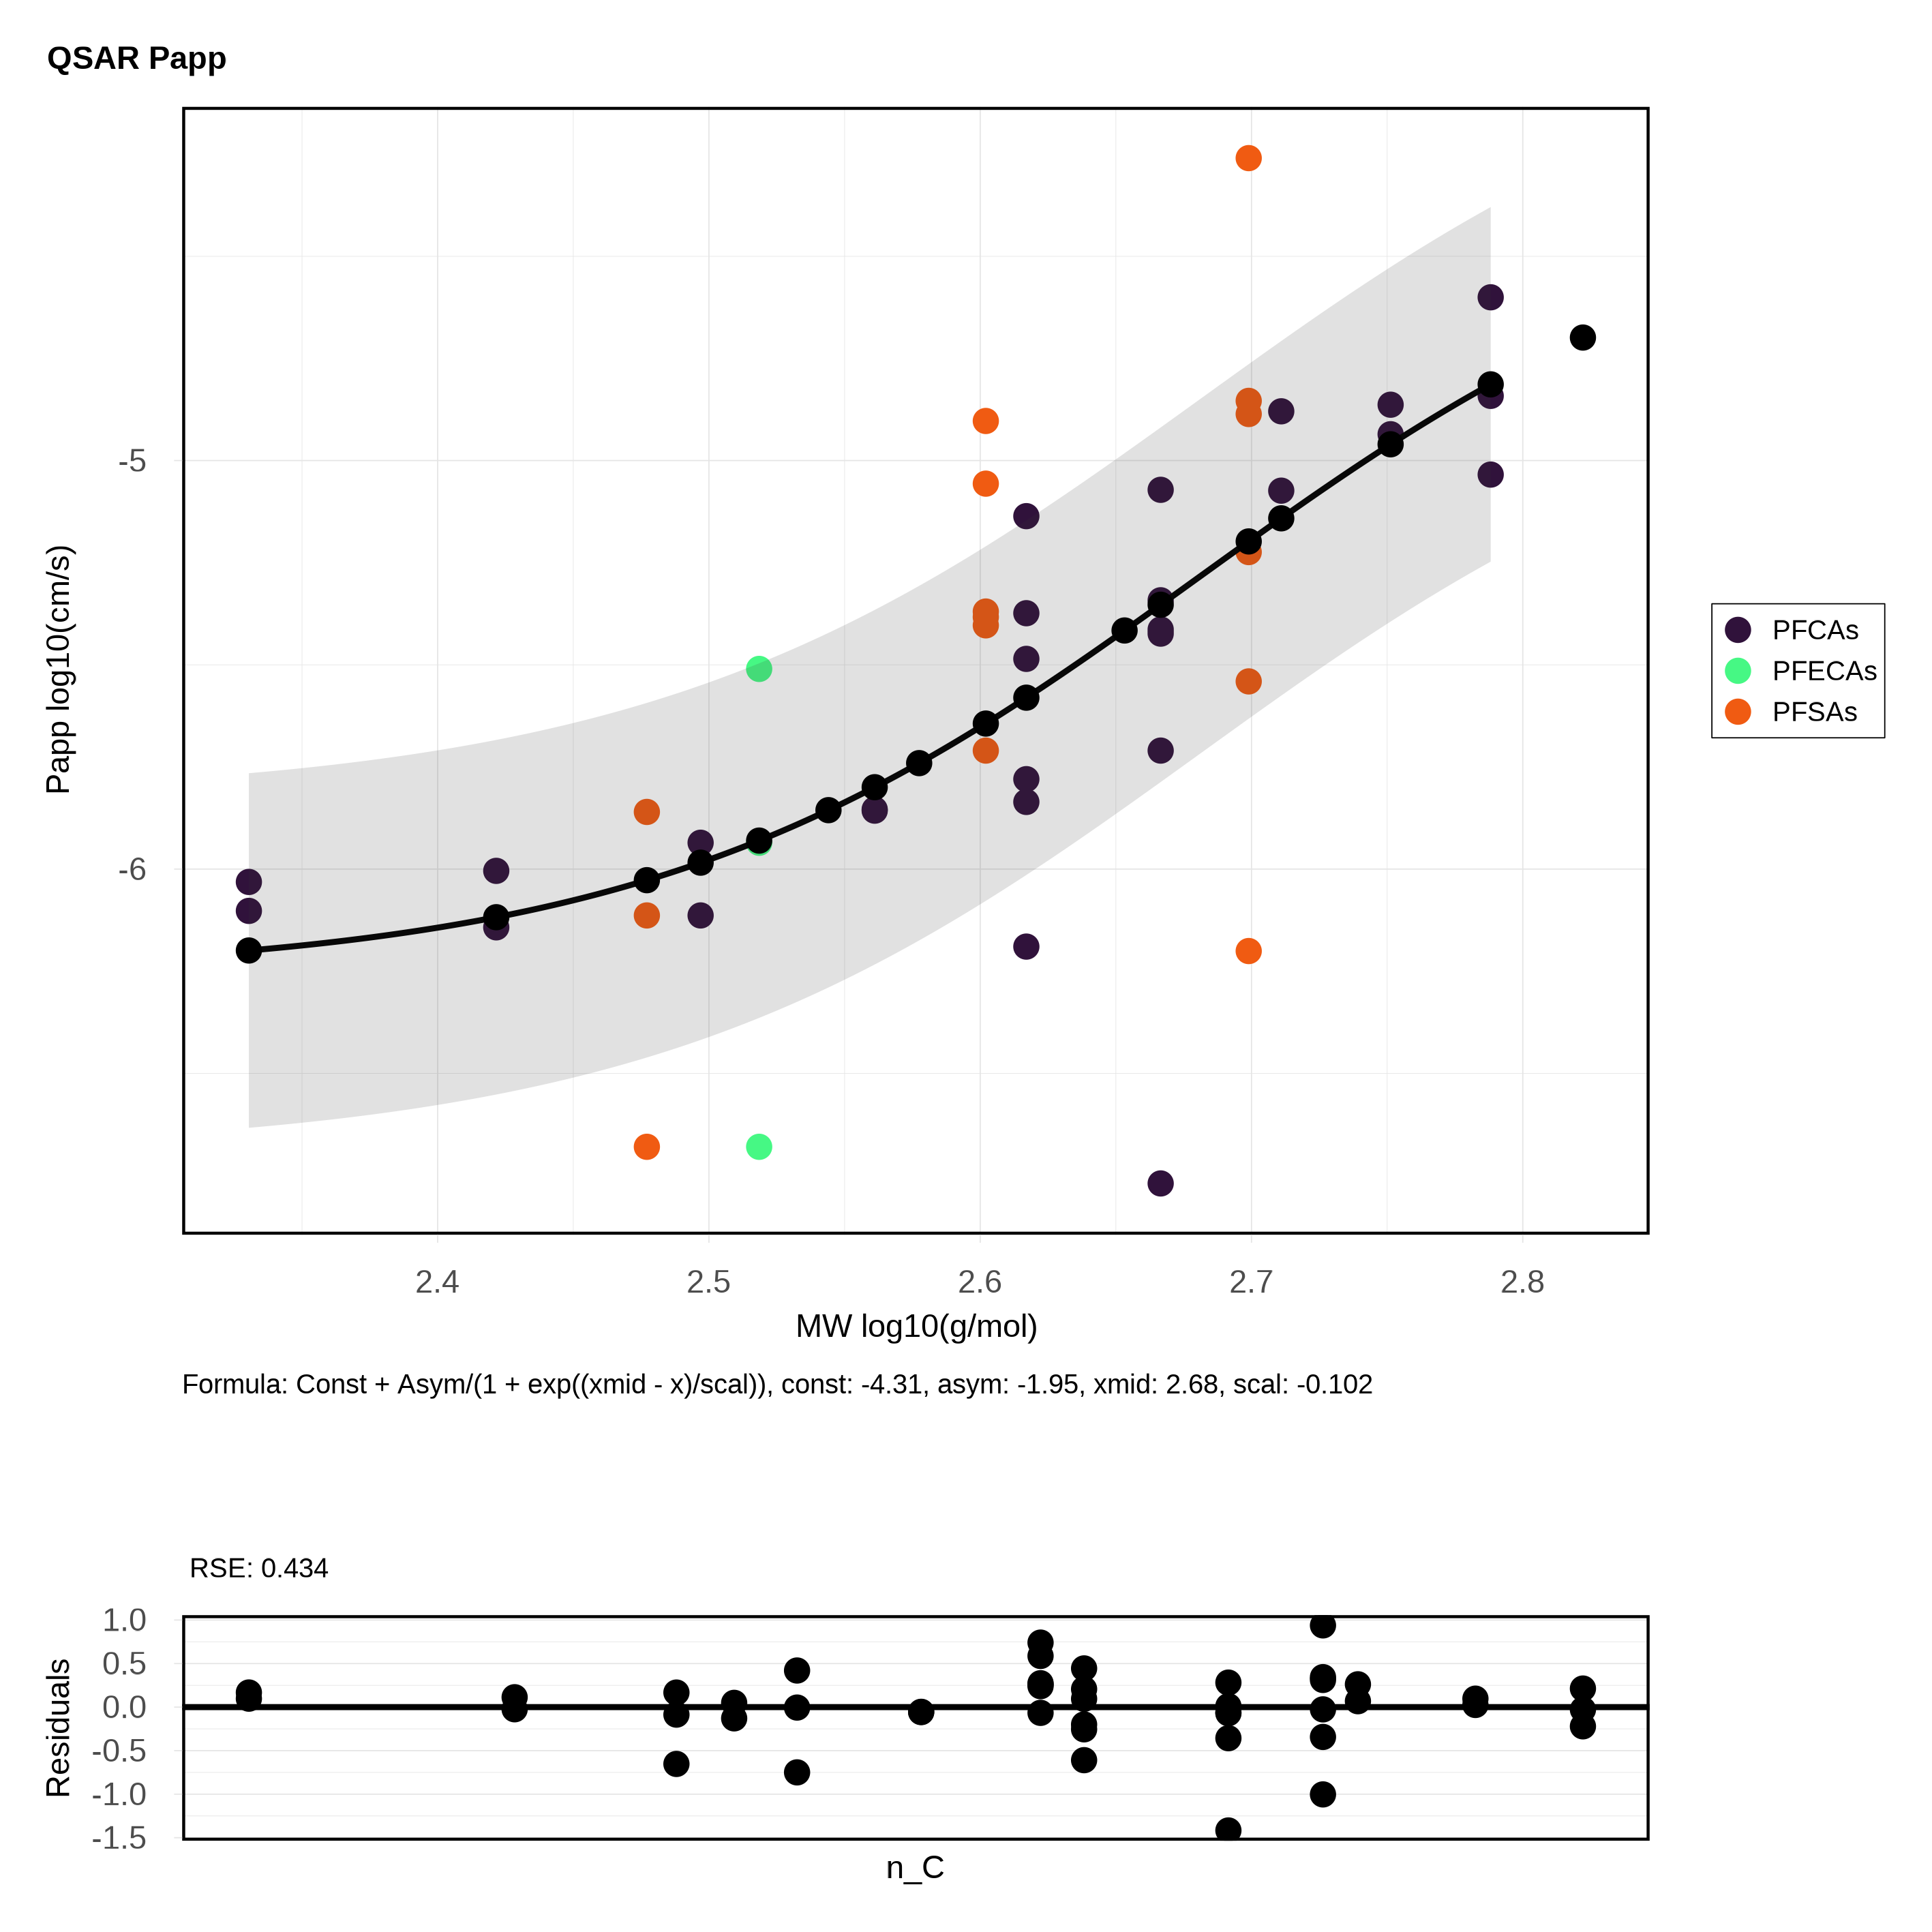 QSAR Papp
Papp log10(cm/s)
-5
-6
2.4 2.5 2.6 2.7 2.8
MW log10(g/mol)
PFCAs
PFECAs
PFSAs
Formula: Const + Asym/(1 + exp((xmid - x)/scal)), const: -4.31, asym: -1.95, xmid: 2.68, scal: -0.102
RSE: 0.434
Residuals
1.0
0.5
0.0
-0.5
-1.0
-1.5
n_C